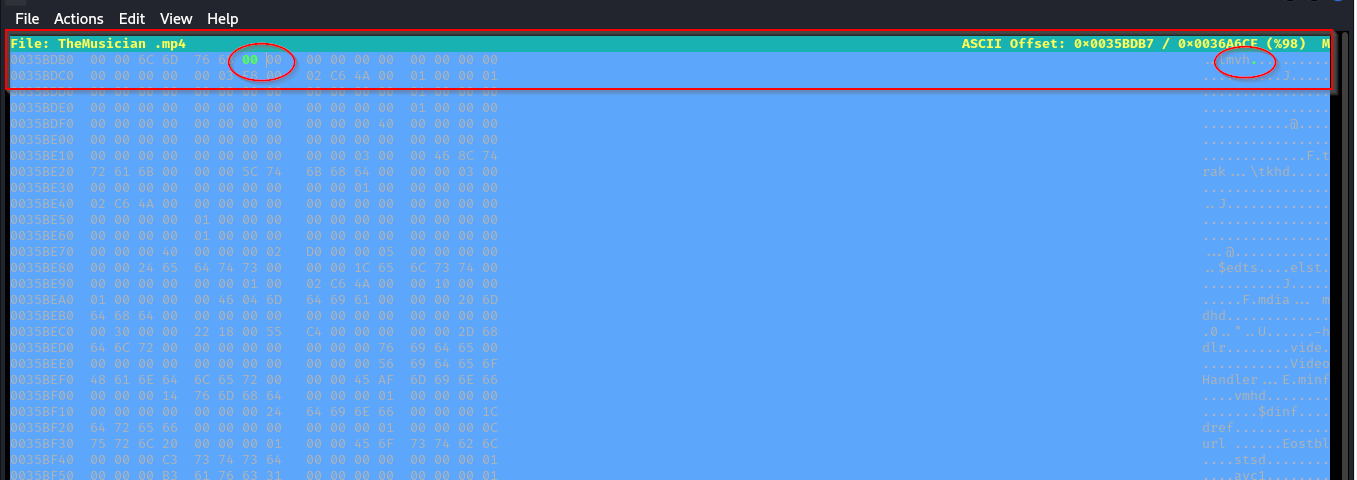 File Actions Edit View Help
File: TheMusician .mp4 ASCII Offset: 0×0035BDB7 / 0×0036A6CE (%98) M
0035BDB0 00 00 6C 6D 76 00 00 00 00 00 00 00 00 00 00 ..lmvh..........
0035BDC0 00 00 00 00 00 03 E8 00 02 C6 4A 00 01 00 00 01 ..........J.....
00 00 00 00 00 00 00 00 00 00 00 00 00 00 00 00 ................
0035BDE0 00 00 00 00 00 00 00 00 00 00 00 00 01 00 00 00 ................
0035BDF0 00 00 00 00 00 00 00 00 00 00 00 40 00 00 00 00 ...........@....
0035BE00 00 00 00 00 00 00 00 00 00 00 00 00 00 00 00 00 ................
0035BE10 00 00 00 00 00 00 00 00 00 00 03 00 00 46 8C 74 .............F.t
0035BE20 72 61 6B 00 00 00 5C 74 6B 68 64 00 00 00 03 00 rak...\tkhd.....
0035BE30 00 00 00 00 00 00 00 00 00 00 01 00 00 00 00 00 ................
0035BE40 02 C6 4A 00 00 00 00 00 00 00 00 00 00 00 00 00 ..J.............
0035BE50 00 00 00 00 01 00 00 00 00 00 00 00 00 00 00 00 ................
0035BE60 00 00 00 00 01 00 00 00 00 00 00 00 00 00 00 00 ................
0035BE70 00 00 00 40 00 00 00 02 D0 00 00 05 00 00 00 00 ...@............
0035BE80 00 00 24 65 64 74 73 00 00 00 1C 65 6C 73 74 00 ..$edts....elst.
0035BE90 00 00 00 00 00 00 01 00 02 C6 4A 00 00 10 00 00 ..........J.....
0035BEA0 01 00 00 00 00 46 04 6D 64 69 61 00 00 00 20 6D .....F.mdia... m
0035BEB0 64 68 64 00 00 00 00 00 00 00 00 00 00 00 00 00 dhd.............
0035BEC0 00 30 00 00 22 18 00 55 C4 00 00 00 00 00 2D 68 .0..".U......-h
0035BED0 64 6C 72 00 00 00 00 00 00 00 00 76 69 64 65 00 dlr........vide.
0035BEE0 00 00 00 00 00 00 00 00 00 00 00 56 69 64 65 6F ...........Video
0035BEF0 48 61 6E 64 6C 65 72 00 00 00 45 AF 6D 69 6E 66 Handler...E.minf
0035BF00 00 00 00 14 76 6D 68 64 00 00 00 01 00 00 00 00 ....vmhd........
0035BF10 00 00 00 00 00 00 00 24 64 69 6E 66 00 00 00 1C .......$dinf....
0035BF20 64 72 65 66 00 00 00 00 00 00 00 01 00 00 00 0C dref............
0035BF30 75 72 6C 20 00 00 00 01 00 00 45 6F 73 74 62 6C url ......Eostbl
0035BF40 00 00 00 C3 73 74 73 64 00 00 00 00 00 00 00 01 ....stsd........
0035BF50 00 00 00 B3 61 76 63 31 00 00 00 00 00 00 00 01 ....avc1........